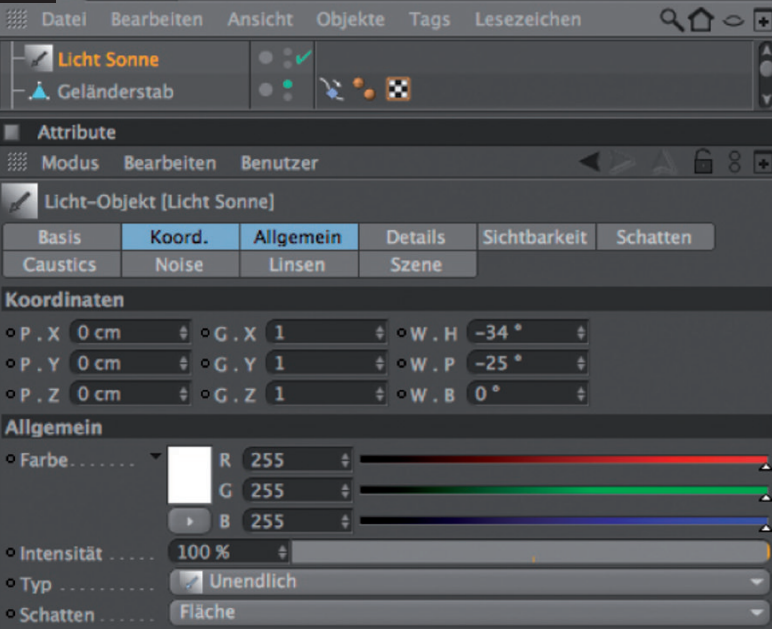 Datei Bearbeiten Ansicht Objekte Tags Lesezeichen
Licht Sonne
Geländerstab
Attribute
Modus Bearbeiten Benutzer
Licht-Objekt [Licht Sonne]
Basis Koord. Allgemein Details Sichtbarkeit Schatten
Caustics Noise Linsen Szene
Koordinaten
P . X 0 cm G . X 1 W . H -34 °
P . Y 0 cm G . Y 1 W . P -25 °
P . Z 0 cm G . Z 1 W . B 0 °
Allgemein
Farbe....... R 255
G 255
B 255
Intensität ..... 100 %
Typ .......... Unendlich
Schatten ...... Fläche